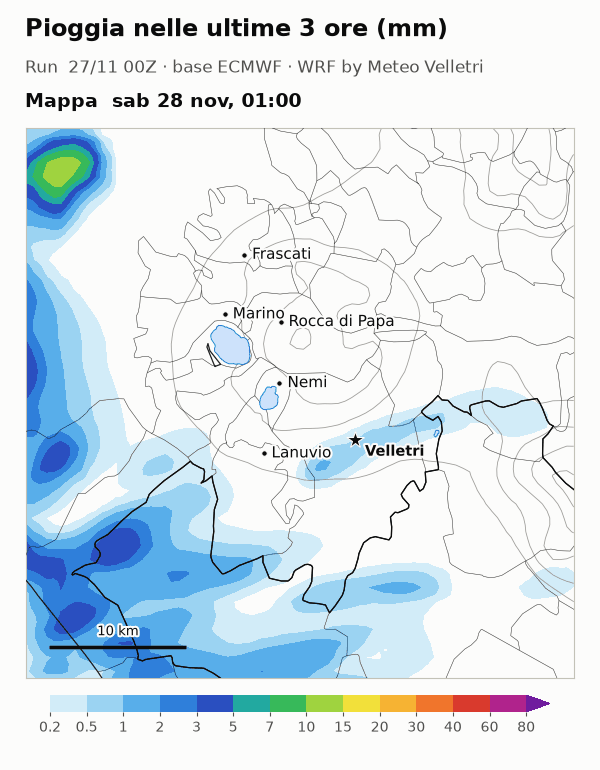 Pioggia nelle ultime 3 ore (mm)
Run 27/11 00Z · base ECMWF · WRF by Meteo Velletri
Mappa sab 28 nov, 01:00
Frascati
Marino
Rocca di Papa
Nemi
Lanuvio
Velletri
10 km
0.2 0.5 1 2 3 5 7 10 15 20 30 40 60 80